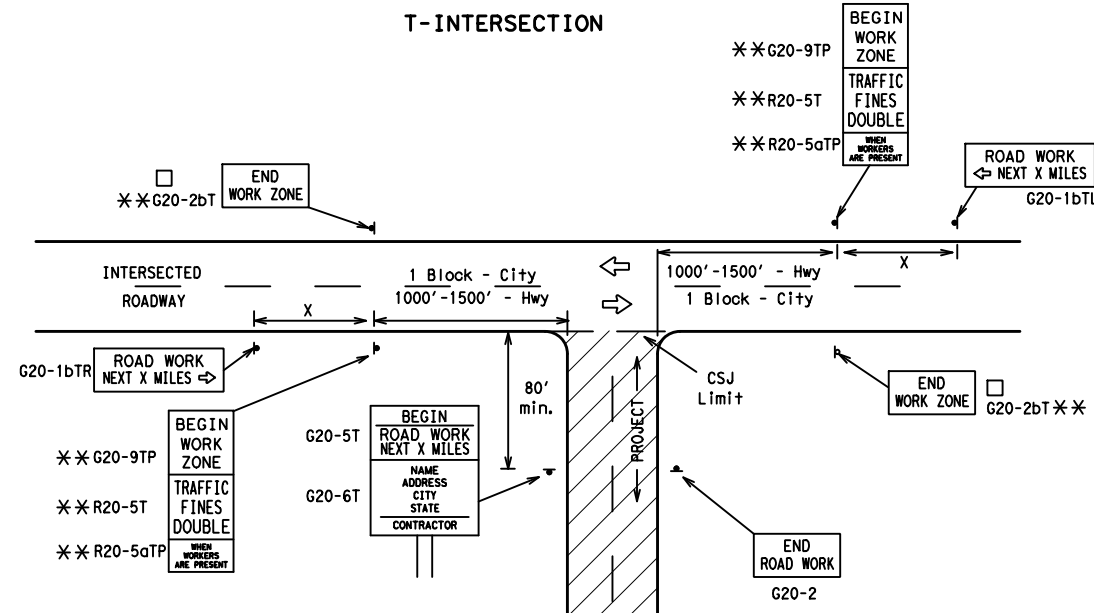 T-INTERSECTION
BEGIN
WORK
ZONE
TRAFFIC
FINES
DOUBLE
WHEN
WORKERS
ARE PRESENT
**G20-9TP
**R20-5T
**R20-5aTP
ROAD WORK
⇦ NEXT X MILES
G20-1bTL
END
WORK ZONE
□
**G20-2bT
INTERSECTED
ROADWAY
X
1 Block - City
1000'-1500' - Hwy
⇦
⇨
1000'-1500' - Hwy
1 Block - City
X
G20-1bTR
ROAD WORK
NEXT X MILES ⇨
80'
min.
PROJECT
CSJ
Limit
END
WORK ZONE
□
G20-2bT**
**G20-9TP
**R20-5T
**R20-5aTP
BEGIN
WORK
ZONE
TRAFFIC
FINES
DOUBLE
WHEN
WORKERS
ARE PRESENT
G20-5T
G20-6T
BEGIN
ROAD WORK
NEXT X MILES
NAME
ADDRESS
CITY
STATE
CONTRACTOR
END
ROAD WORK
G20-2